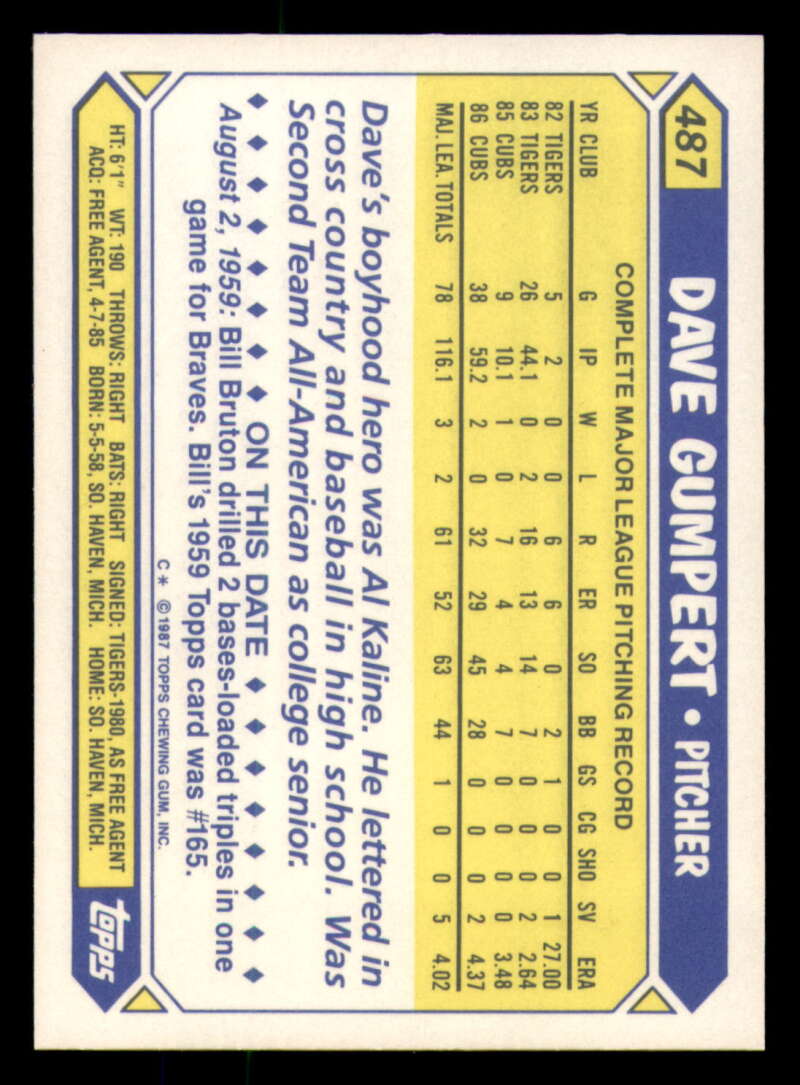 487 DAVE GUMPERT • PITCHER
COMPLETE MAJOR LEAGUE PITCHING RECORD
YR CLUB G IP W L R ER SO BB GS CG SHO SV ERA
82 TIGERS 5 2 0 0 6 6 0 2 1 0 0 1 27.00
83 TIGERS 26 44.1 0 2 16 13 14 7 0 0 0 2 2.64
85 CUBS 9 10.1 1 0 7 4 4 7 0 0 0 0 3.48
86 CUBS 38 59.2 2 0 32 29 45 28 0 0 0 2 4.37
MAJ. LEA. TOTALS 78 116.1 3 2 61 52 63 44 1 0 0 5 4.02
Dave's boyhood hero was Al Kaline. He lettered in
cross country and baseball in high school. Was
Second Team All-American as college senior.
♦ ♦ ♦ ♦ ♦ ♦ ♦ ♦ ON THIS DATE ♦ ♦ ♦ ♦ ♦ ♦ ♦ ♦
August 2, 1959: Bill Bruton drilled 2 bases-loaded triples in one
game for Braves. Bill's 1959 Topps card was #165.
C* ©1987 TOPPS CHEWING GUM, INC.
HT: 6'1" WT: 190 THROWS: RIGHT BATS: RIGHT SIGNED: TIGERS-1980, AS FREE AGENT
ACQ: FREE AGENT, 4-7-85 BORN: 5-5-58, SO. HAVEN, MICH. HOME: SO. HAVEN, MICH.
topps